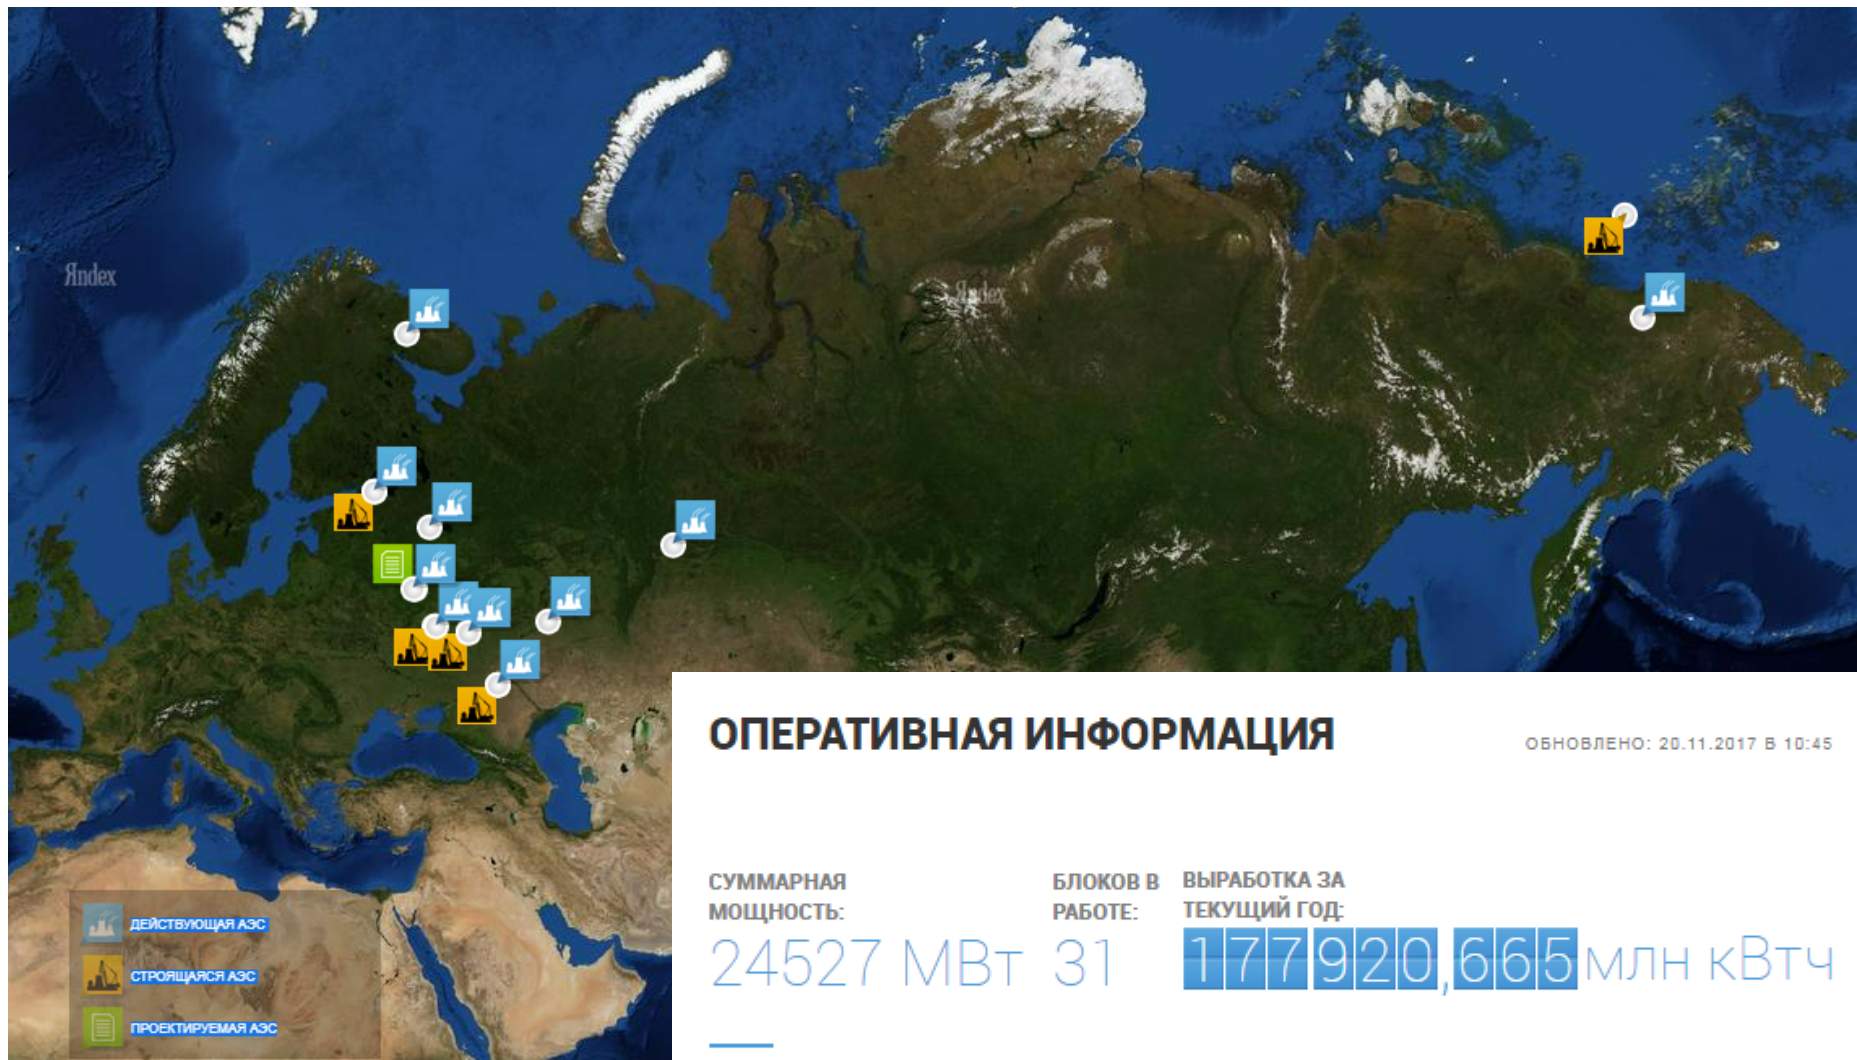 Яndex
Яndex
ОПЕРАТИВНАЯ ИНФОРМАЦИЯ
ОБНОВЛЕНО: 20.11.2017 В 10:45
СУММАРНАЯ
МОЩНОСТЬ:
24527 МВт
БЛОКОВ В
РАБОТЕ:
31
ВЫРАБОТКА ЗА
ТЕКУЩИЙ ГОД:
177920,665 млн кВтч
ДЕЙСТВУЮЩАЯ АЭС
СТРОЯЩАЯСЯ АЭС
ПРОЕКТИРУЕМАЯ АЭС